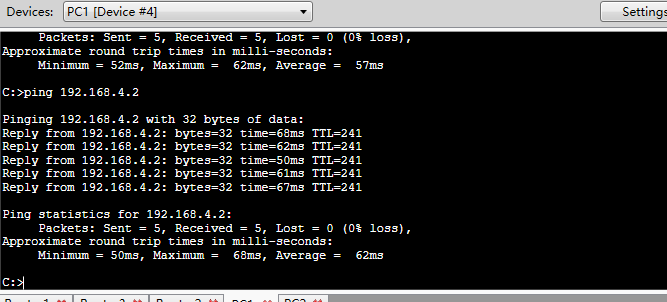 Devices: PC1 [Device #4] Settings
Packets: Sent = 5, Received = 5, Lost = 0 (0% loss),
Approximate round trip times in milli-seconds:
Minimum = 52ms, Maximum =  62ms, Average =  57ms
C:>ping 192.168.4.2
Pinging 192.168.4.2 with 32 bytes of data:
Reply from 192.168.4.2: bytes=32 time=68ms TTL=241
Reply from 192.168.4.2: bytes=32 time=62ms TTL=241
Reply from 192.168.4.2: bytes=32 time=50ms TTL=241
Reply from 192.168.4.2: bytes=32 time=61ms TTL=241
Reply from 192.168.4.2: bytes=32 time=67ms TTL=241
Ping statistics for 192.168.4.2:
Packets: Sent = 5, Received = 5, Lost = 0 (0% loss),
Approximate round trip times in milli-seconds:
Minimum = 50ms, Maximum =  68ms, Average =  62ms
C:>